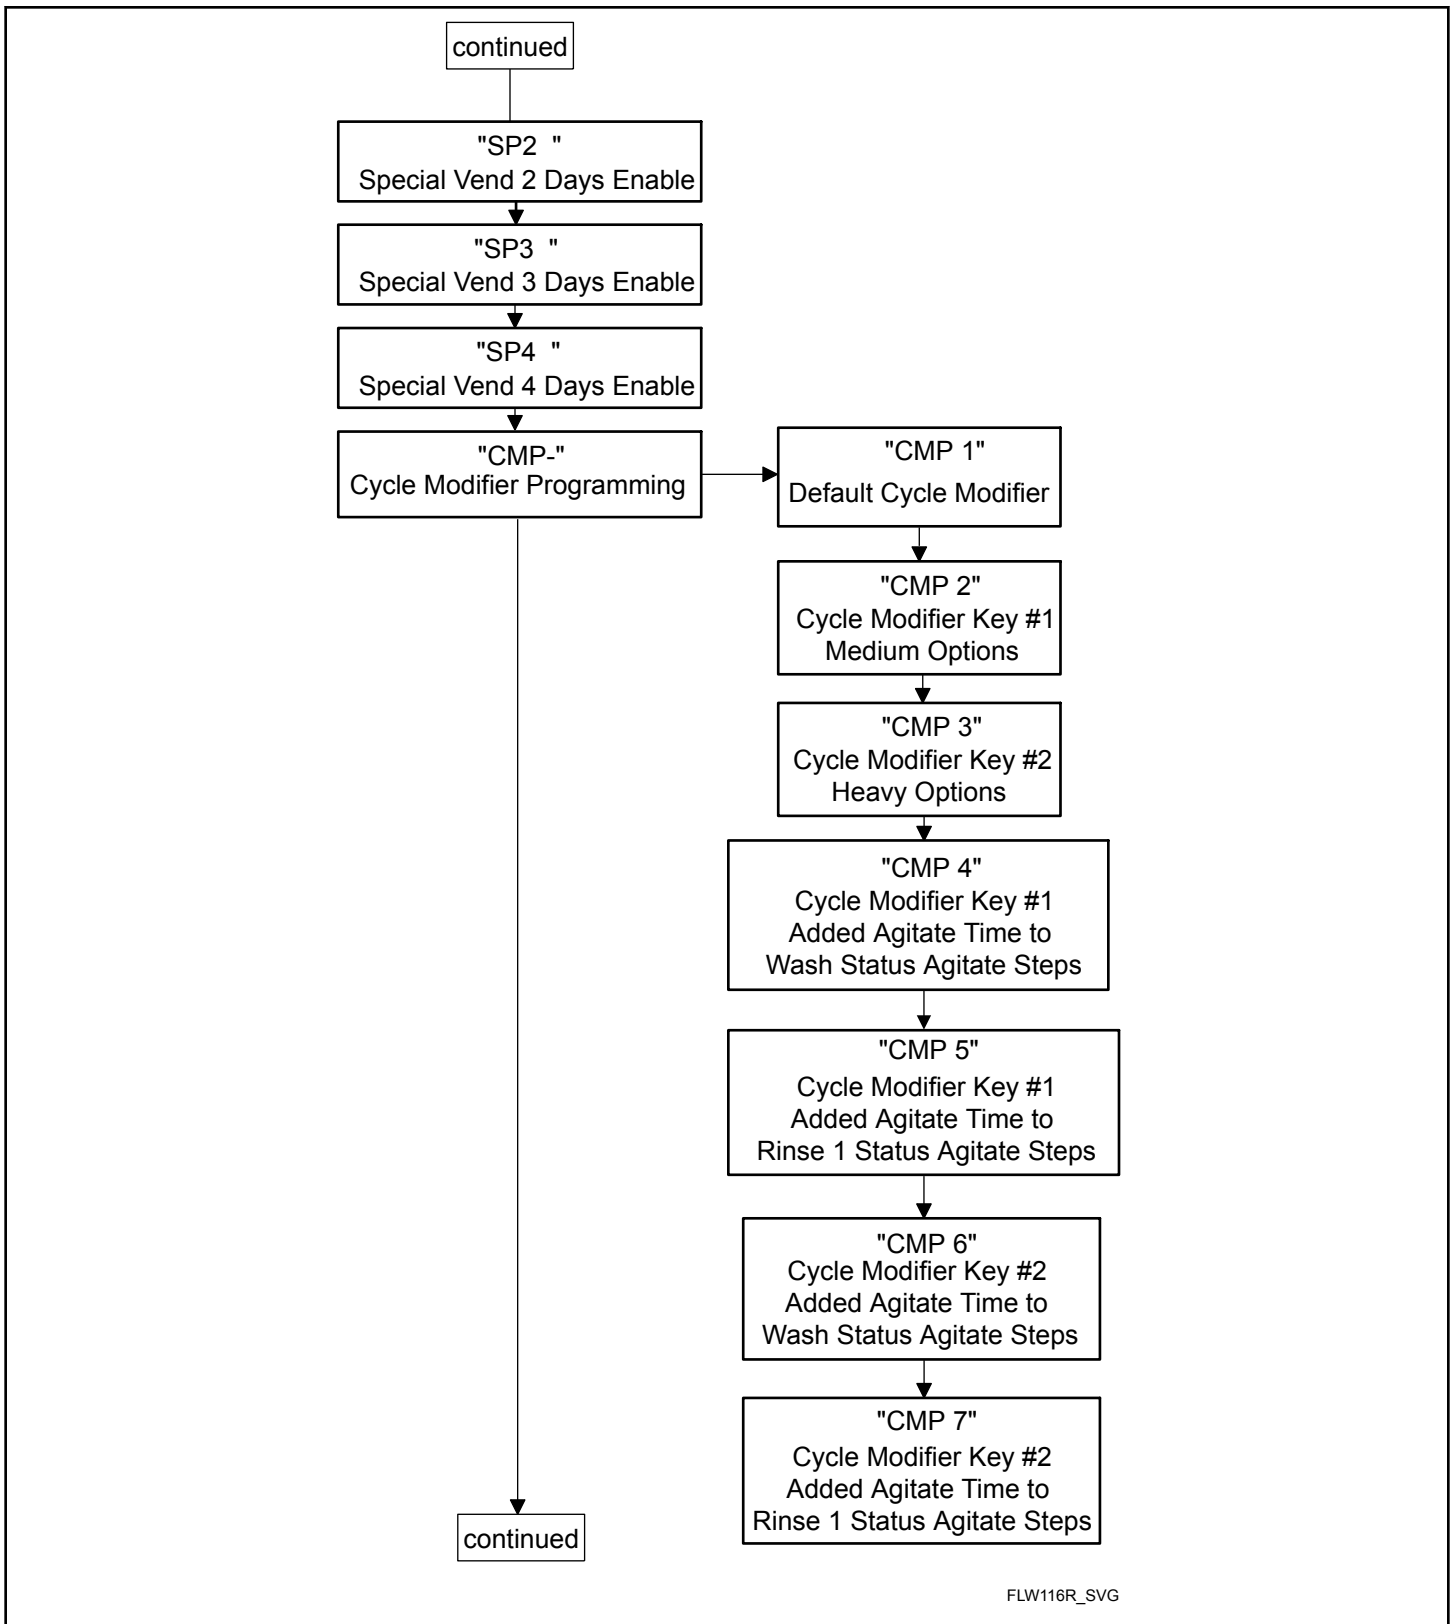 continued
"SP2  "
Special Vend 2 Days Enable
"SP3  "
Special Vend 3 Days Enable
"SP4  "
Special Vend 4 Days Enable
"CMP-"
Cycle Modifier Programming
"CMP 1"
Default Cycle Modifier
"CMP 2"
Cycle Modifier Key #1
Medium Options
"CMP 3"
Cycle Modifier Key #2
Heavy Options
"CMP 4"
Cycle Modifier Key #1
Added Agitate Time to
Wash Status Agitate Steps
"CMP 5"
Cycle Modifier Key #1
Added Agitate Time to
Rinse 1 Status Agitate Steps
"CMP 6"
Cycle Modifier Key #2
Added Agitate Time to
Wash Status Agitate Steps
"CMP 7"
Cycle Modifier Key #2
Added Agitate Time to
Rinse 1 Status Agitate Steps
continued
FLW116R_SVG